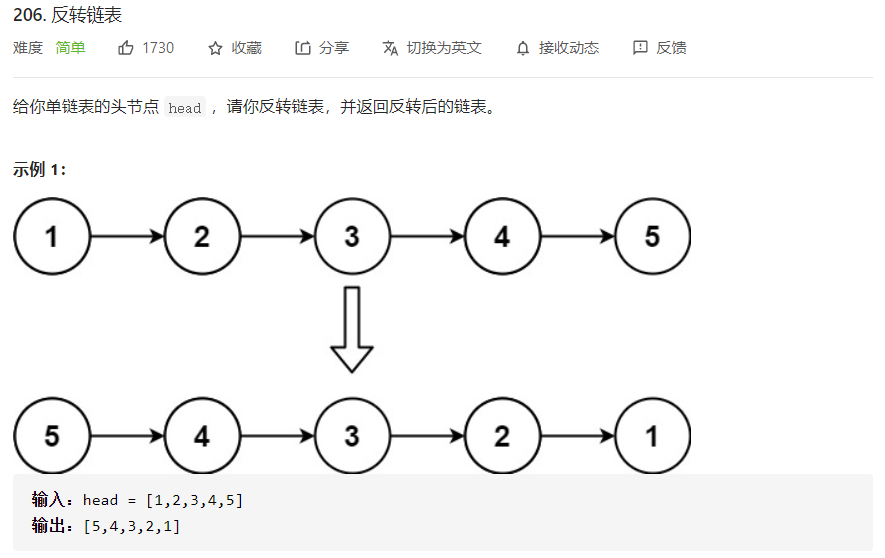 206. 反转链表
难度 简单 1730 收藏 分享 切换为英文 接收动态 反馈
给你单链表的头节点 head ，请你反转链表，并返回反转后的链表。
示例 1：
1 2 3 4 5
5 4 3 2 1
输入：head = [1,2,3,4,5]
输出：[5,4,3,2,1]